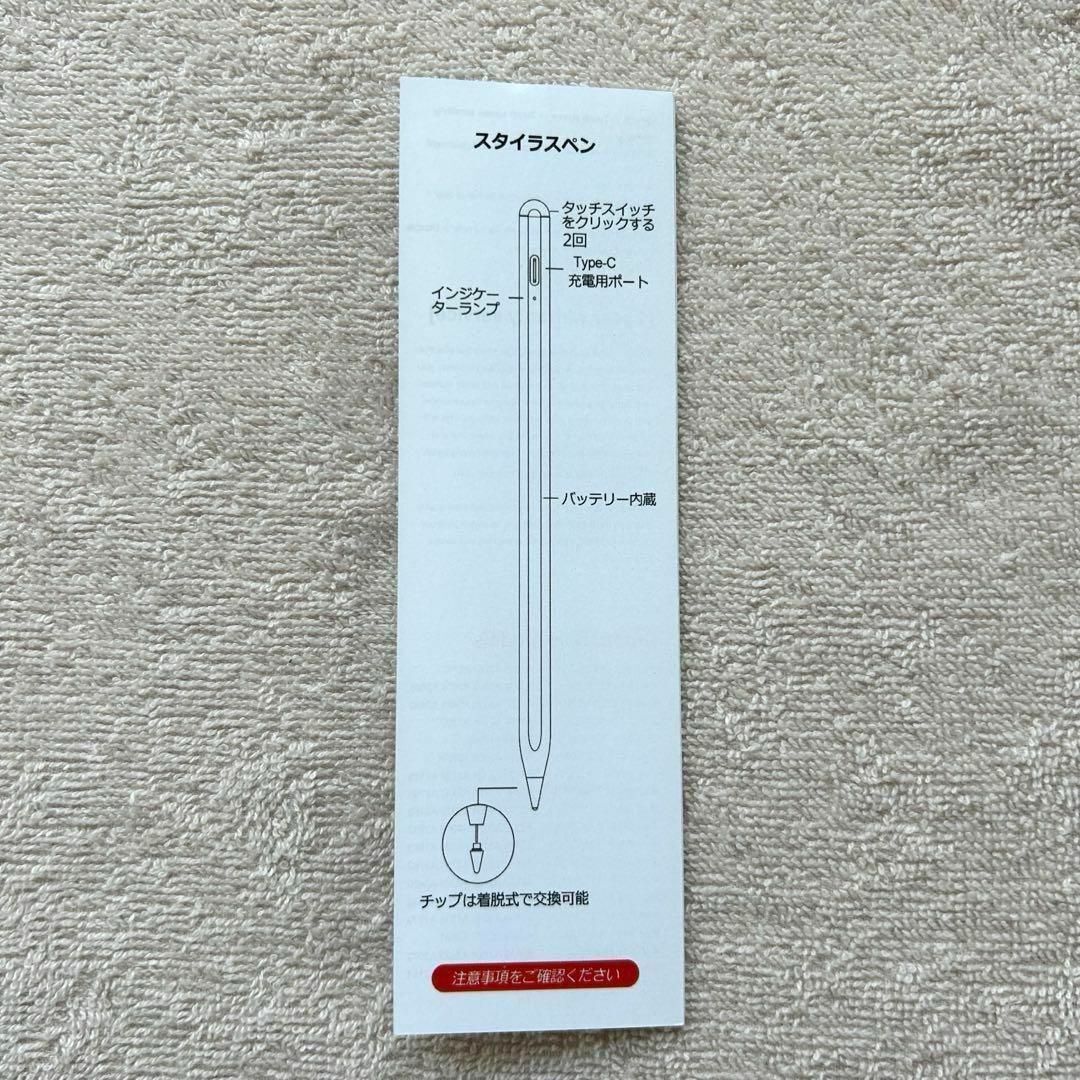 スタイラスペン
タッチスイッチ
をクリックする
2回
Type-C
充電用ポート
インジケー
ターランプ
バッテリー内蔵
チップは着脱式で交換可能
注意事項をご確認ください